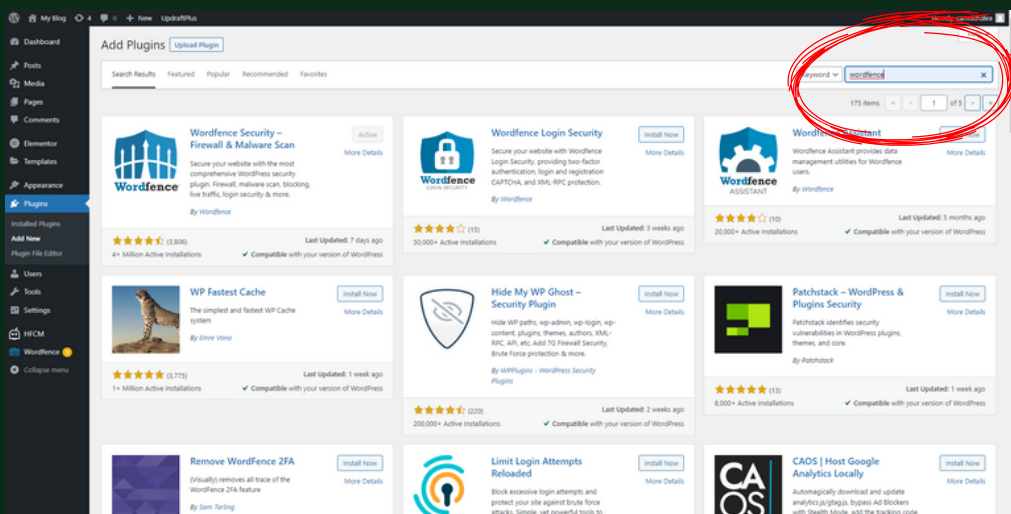 My Blog 4 0 + New UpdraftPlus
Dashboard
Posts
Media
Pages
Comments
Elementor
Templates
Appearance
Plugins
Installed Plugins
Add New
Plugin File Editor
Users
Tools
Settings
HFCM
Wordfence
Collapse menu
Add Plugins Upload Plugin
Search Results Featured Popular Recommended Favorites
wordfence
175 items « ‹ 1 of 5 › »
Wordfence
Wordfence Security –
Firewall & Malware Scan
Active
More Details
Secure your website with the most
comprehensive WordPress security
plugin. Firewall, malware scan, blocking,
live traffic, login security & more.
By Wordfence
(3,806)
Last Updated: 7 days ago
4+ Million Active Installations
✔ Compatible with your version of WordPress
Wordfence
LOGIN SECURITY
Wordfence Login Security
Install Now
More Details
Secure your website with Wordfence
Login Security, providing two-factor
authentication, login and registration
CAPTCHA, and XML-RPC protection.
By Wordfence
(15)
Last Updated: 3 weeks ago
50,000+ Active Installations
✔ Compatible with your version of WordPress
Wordfence
ASSISTANT
Wordfence Assistant
More Details
Wordfence Assistant provides data
management utilities for Wordfence
users.
By Wordfence
(10)
Last Updated: 5 months ago
20,000+ Active Installations
✔ Compatible with your version of WordPress
WP Fastest Cache
Install Now
More Details
The simplest and fastest WP Cache
system
By Emre Vona
(3,775)
Last Updated: 1 week ago
1+ Million Active Installations
✔ Compatible with your version of WordPress
Hide My WP Ghost –
Security Plugin
Install Now
More Details
Hide WP paths, wp-admin, wp-login, wp-
content, plugins, themes, authors, XML-
RPC, API, etc. Add 7G Firewall Security,
Brute Force protection & more.
By WPPlugins - WordPress Security
Plugins
(220)
Last Updated: 2 weeks ago
200,000+ Active Installations
✔ Compatible with your version of WordPress
Patchstack – WordPress &
Plugins Security
Install Now
More Details
Patchstack identifies security
vulnerabilities in WordPress plugins,
themes, and core.
By Patchstack
(13)
Last Updated: 1 week ago
8,000+ Active Installations
✔ Compatible with your version of WordPress
Remove WordFence 2FA
Install Now
More Details
(Visually) removes all trace of the
WordFence 2FA feature
By Sam Tarling
Limit Login Attempts
Reloaded
Install Now
More Details
Block excessive login attempts and
protect your site against brute force
attacks. Simple, yet powerful tools to
CAOS
CAOS | Host Google
Analytics Locally
Install Now
More Details
Automagically download and update
analytics.js/gtag.js, bypass Ad Blockers
with Stealth Mode, add the tracking code